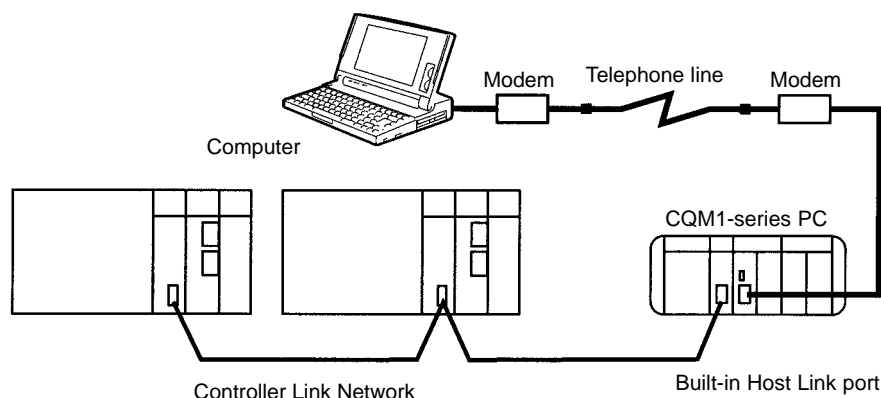 Modem
Telephone line
Modem
Computer
CQM1-series PC
Controller Link Network
Built-in Host Link port